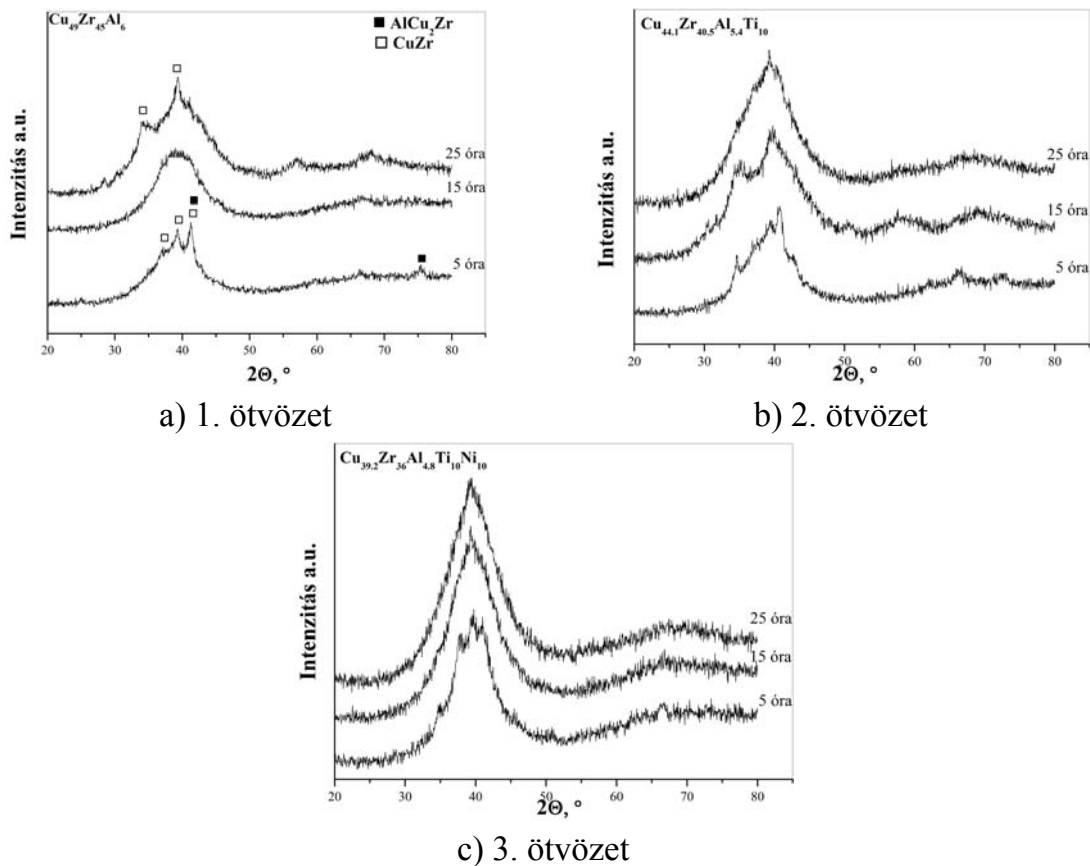 Cu49Zr45Al6
■ AlCu2Zr
□ CuZr
Intenzitás a.u.
25 óra
15 óra
5 óra
20 30 40 50 60 70 80
2Θ, °
a) 1. ötvözet
Cu44.1Zr40.5Al5.4Ti10
Intenzitás a.u.
25 óra
15 óra
5 óra
20 30 40 50 60 70 80
2Θ, °
b) 2. ötvözet
Cu39.2Zr36Al4.8Ti10Ni10
Intenzitás a.u.
25 óra
15 óra
5 óra
20 30 40 50 60 70 80
2Θ, °
c) 3. ötvözet